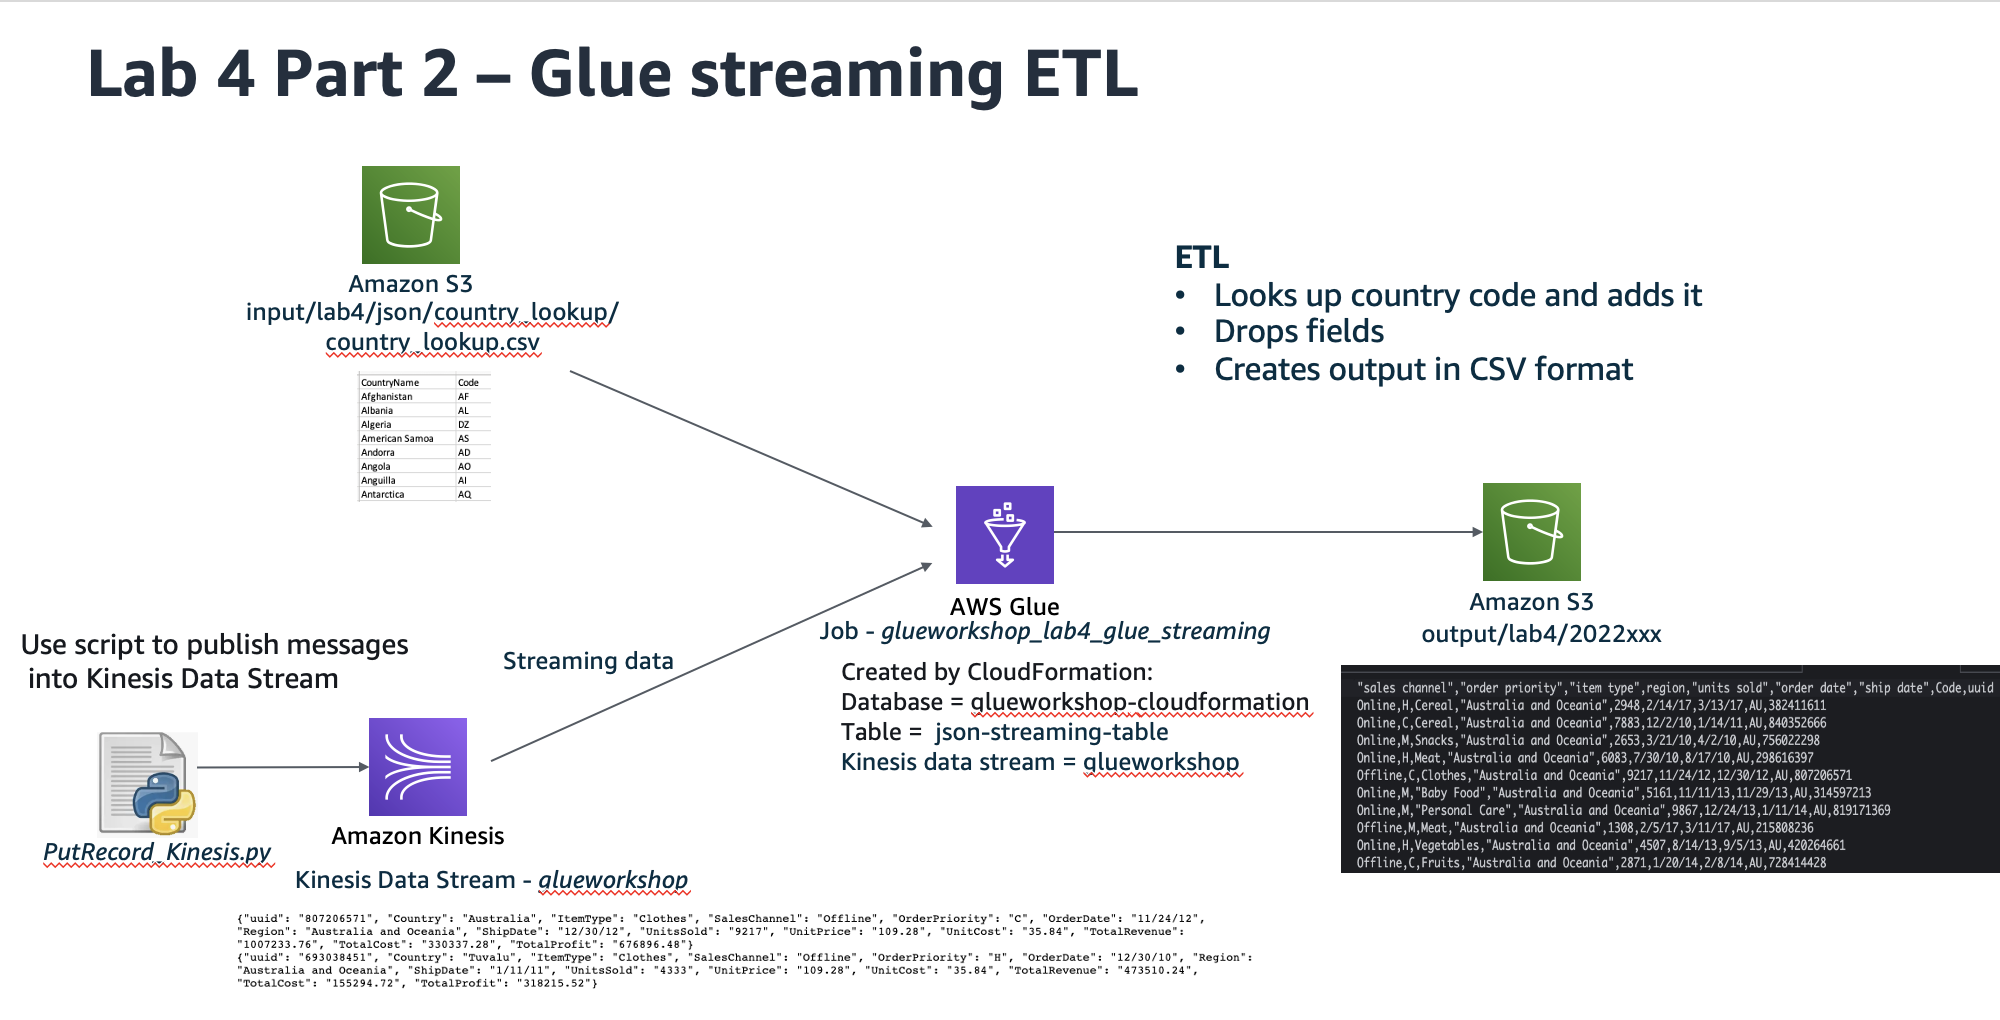 Lab 4 Part 2 – Glue streaming ETL
Amazon S3
input/lab4/json/country_lookup/
country_lookup.csv
CountryName Code
Afghanistan AF
Albania AL
Algeria DZ
American Samoa AS
Andorra AD
Angola AO
Anguilla AI
Antarctica AQ
ETL
• Looks up country code and adds it
• Drops fields
• Creates output in CSV format
Use script to publish messages
into Kinesis Data Stream
PutRecord_Kinesis.py
Streaming data
Amazon Kinesis
Kinesis Data Stream - glueworkshop
{"uuid": "807206571", "Country": "Australia", "ItemType": "Clothes", "SalesChannel": "Offline", "OrderPriority": "C", "OrderDate": "11/24/12",
"Region": "Australia and Oceania", "ShipDate": "12/30/12", "UnitsSold": "9217", "UnitPrice": "109.28", "UnitCost": "35.84", "TotalRevenue":
"1007233.76", "TotalCost": "330337.28", "TotalProfit": "676896.48"}
{"uuid": "693038451", "Country": "Tuvalu", "ItemType": "Clothes", "SalesChannel": "Offline", "OrderPriority": "H", "OrderDate": "12/30/10", "Region":
"Australia and Oceania", "ShipDate": "1/11/11", "UnitsSold": "4333", "UnitPrice": "109.28", "UnitCost": "35.84", "TotalRevenue": "473510.24",
"TotalCost": "155294.72", "TotalProfit": "318215.52"}
AWS Glue
Job - glueworkshop_lab4_glue_streaming
Created by CloudFormation:
Database = glueworkshop-cloudformation
Table = json-streaming-table
Kinesis data stream = glueworkshop
Amazon S3
output/lab4/2022xxx
"sales channel","order priority","item type",region,"units sold","order date","ship date",Code,uuid
Online,H,Cereal,"Australia and Oceania",2948,2/14/17,3/13/17,AU,382411611
Online,C,Cereal,"Australia and Oceania",7883,12/2/10,1/14/11,AU,840352666
Online,M,Snacks,"Australia and Oceania",2653,3/21/10,4/2/10,AU,756022298
Online,H,Meat,"Australia and Oceania",6083,7/30/10,8/17/10,AU,298616397
Offline,C,Clothes,"Australia and Oceania",9217,11/24/12,12/30/12,AU,807206571
Online,M,"Baby Food","Australia and Oceania",5161,11/11/13,11/29/13,AU,314597213
Online,M,"Personal Care","Australia and Oceania",9867,12/24/13,1/11/14,AU,819171369
Offline,M,Meat,"Australia and Oceania",1308,2/5/17,3/11/17,AU,215808236
Online,H,Vegetables,"Australia and Oceania",4507,8/14/13,9/5/13,AU,420264661
Offline,C,Fruits,"Australia and Oceania",2871,1/20/14,2/8/14,AU,728414428